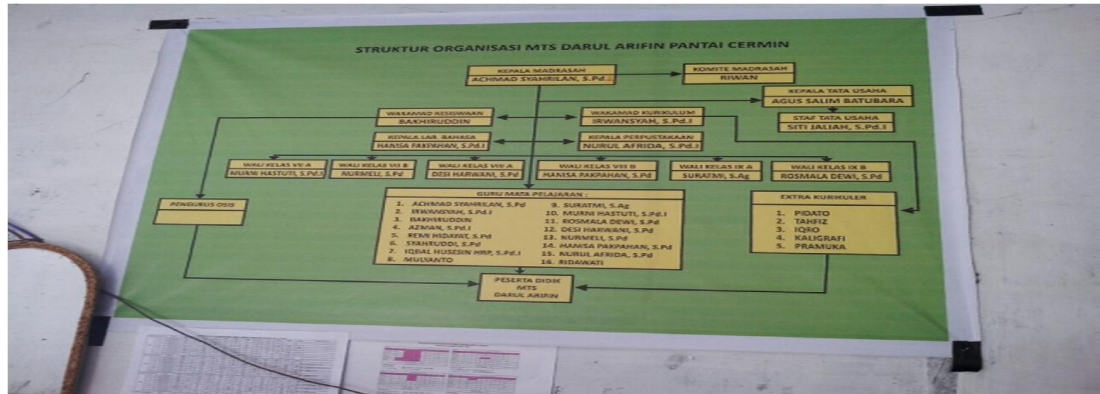 STRUKTUR ORGANISASI MTS DARUL ARIFIN PANTAI CERMIN
KEPALA MADRASAH
ACHMAD SYAHRILAN, S.Pd.
KOMITE MADRASAH
RIWAN
KEPALA TATA USAHA
AGUS SALIM BATUBARA
STAF TATA USAHA
SITI JALIAH, S.Pd.I
WAKAMAD KESISWAAN
BAKHIRUDDIN
WAKAMAD KURIKULUM
IRWANSYAH, S.Pd.I
KEPALA LAB. BAHASA
HANISA PAKPAHAN, S.Pd.I
KEPALA PERPUSTAKAAN
NURUL AFRIDA, S.Pd.I
WALI KELAS VII A
MURNI HASTUTI, S.Pd.I
WALI KELAS VII B
NURMELI, S.Pd
WALI KELAS VIII A
DESI HARWANI, S.Pd
WALI KELAS VIII B
HANISA PAKPAHAN, S.Pd
WALI KELAS IX A
SURATMI, S.Ag
WALI KELAS IX B
ROSMALA DEWI, S.Pd
PENGURUS OSIS
GURU MATA PELAJARAN :
1. ACHMAD SYAHRILAN, S.Pd
2. IRWANSYAH, S.Pd.I
3. BAKHIRUDDIN
4. AZMAN, S.Pd.I
5. REMI HIDAYAT, S.Pd
6. SYAHRUDDI, S.Pd
7. IQBAL HUSESIN HRP, S.Pd.I
8. MULYANTO
9. SURATMI, S.Ag
10. MURNI HASTUTI, S.Pd.I
11. ROSMALA DEWI, S.Pd
12. DESI HARWANI, S.Pd
13. NURMELI, S.Pd
14. HANISA PAKPAHAN, S.Pd
15. NURUL AFRIDA, S.Pd
16. RIDAWATI
EXTRA KURIKULER
1. PIDATO
2. TAHFIZ
3. IQRO
4. KALIGRAFI
5. PRAMUKA
PESERTA DIDIK
MTS
DARUL ARIFIN